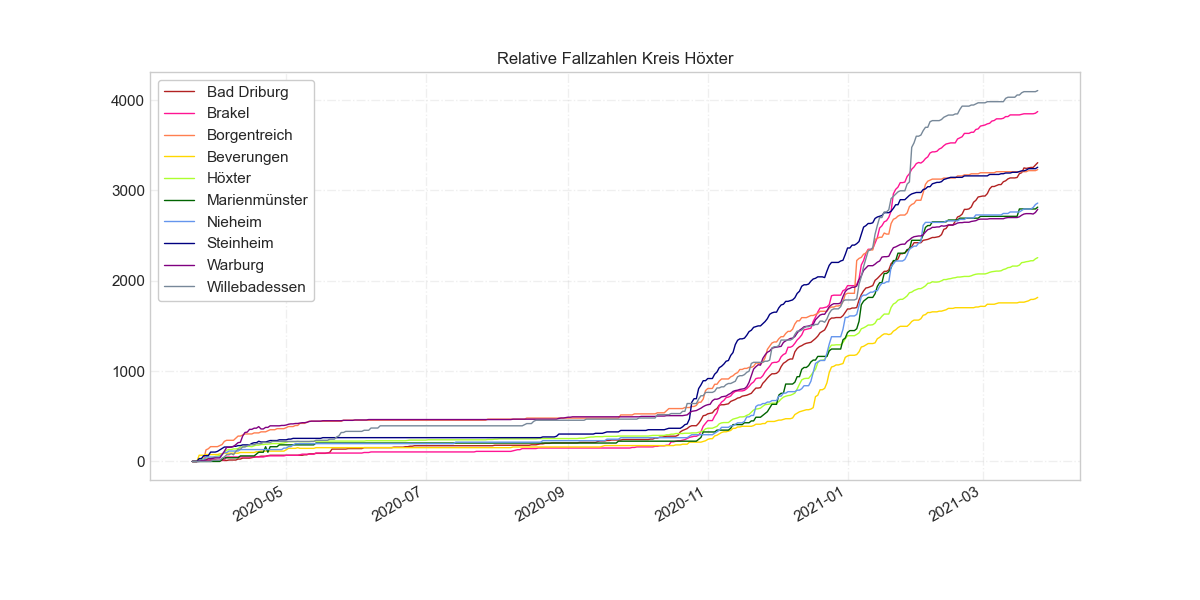 Relative Fallzahlen Kreis Höxter
4000
3000
2000
1000
0
Bad Driburg
Brakel
Borgentreich
Beverungen
Höxter
Marienmünster
Nieheim
Steinheim
Warburg
Willebadessen
2020-05
2020-07
2020-09
2020-11
2021-01
2021-03